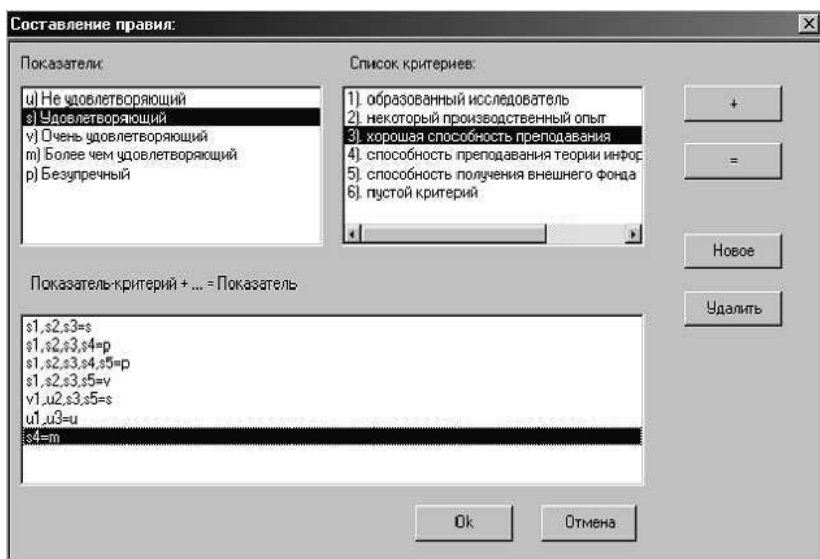 Составление правил:
Показатели:
Список критериев:
u) Не удовлетворяющий
s) Удовлетворяющий
v) Очень удовлетворяющий
m) Более чем удовлетворяющий
p) Безупречный
1). образованный исследователь
2). некоторый производственный опыт
3). хорошая способность преподавания
4). способность преподавания теории инфор
5). способность получения внешнего фонда
6). пустой критерий
+
=
Новое
Удалить
Показатель-критерий + ... = Показатель
s1,s2,s3=s
s1,s2,s3,s4=p
s1,s2,s3,s4,s5=p
s1,s2,s3,s5=v
v1,u2,s3,s5=s
u1,u3=u
s4=m
Ok
Отмена